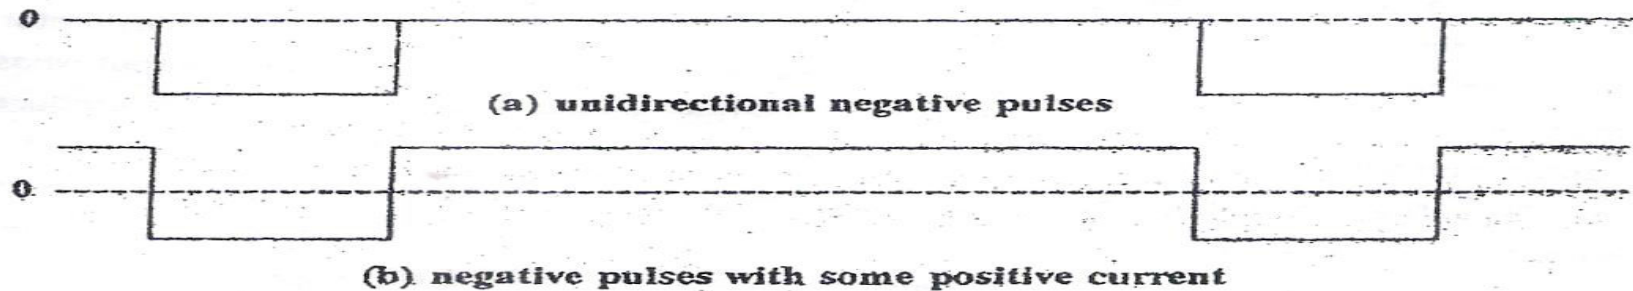 0
(a) unidirectional negative pulses
0
(b) negative pulses with some positive current